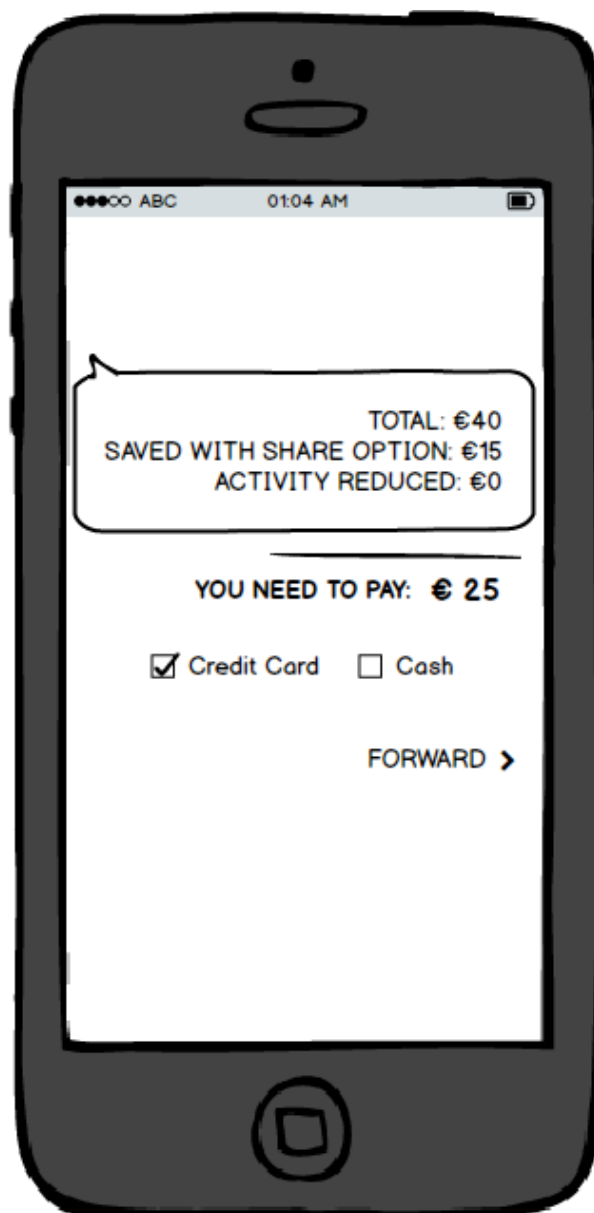 ABC 01:04 AM
TOTAL: €40
SAVED WITH SHARE OPTION: €15
ACTIVITY REDUCED: €0
YOU NEED TO PAY: € 25
Credit Card Cash
FORWARD >